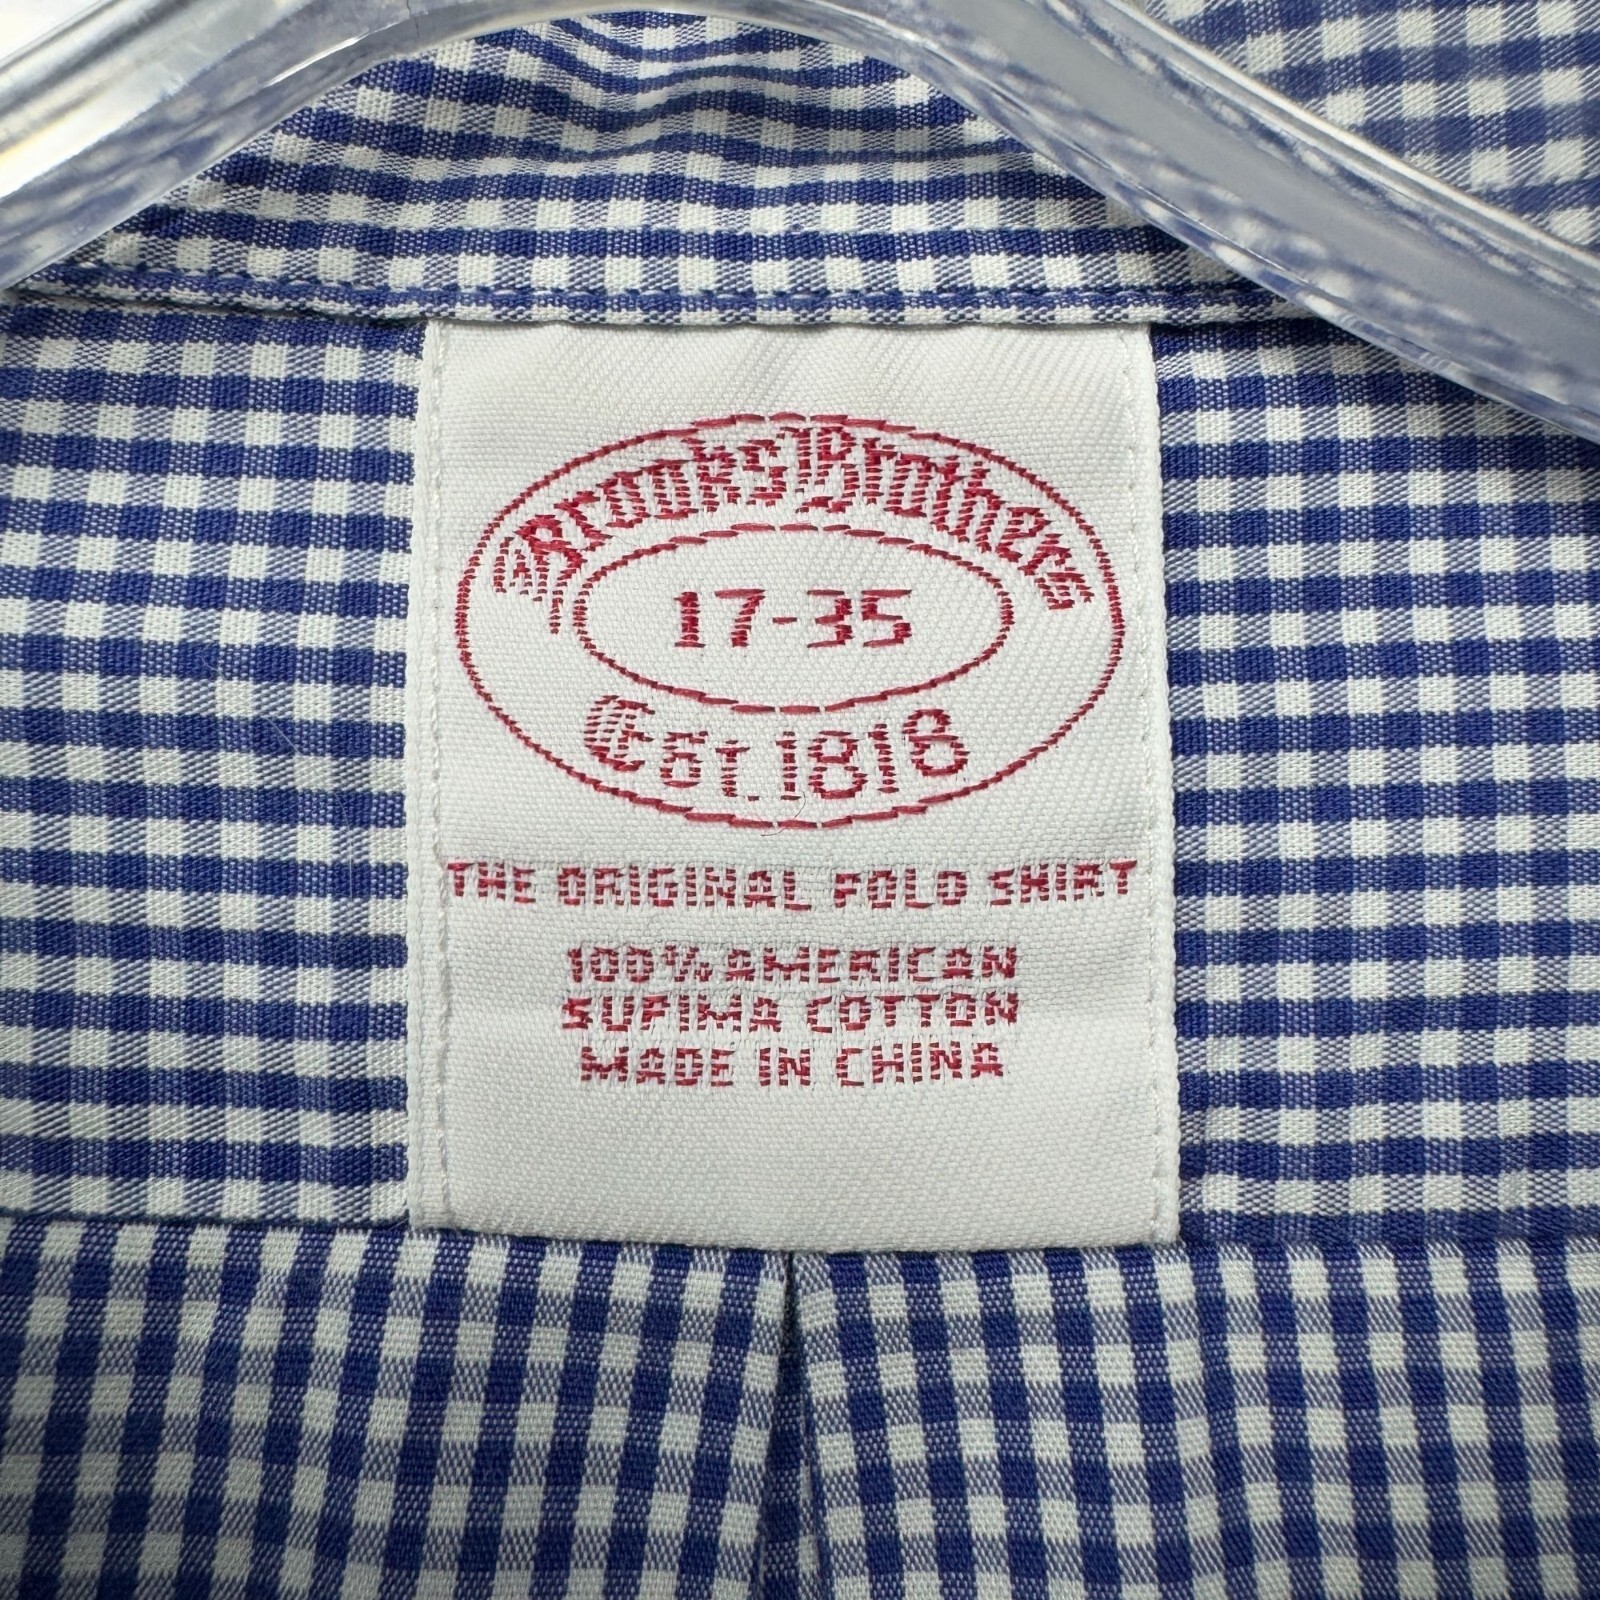 Brooks Brothers
17-35
Est. 1818
THE ORIGINAL POLO SHIRT
100% AMERICAN
SUPIMA COTTON
MADE IN CHINA